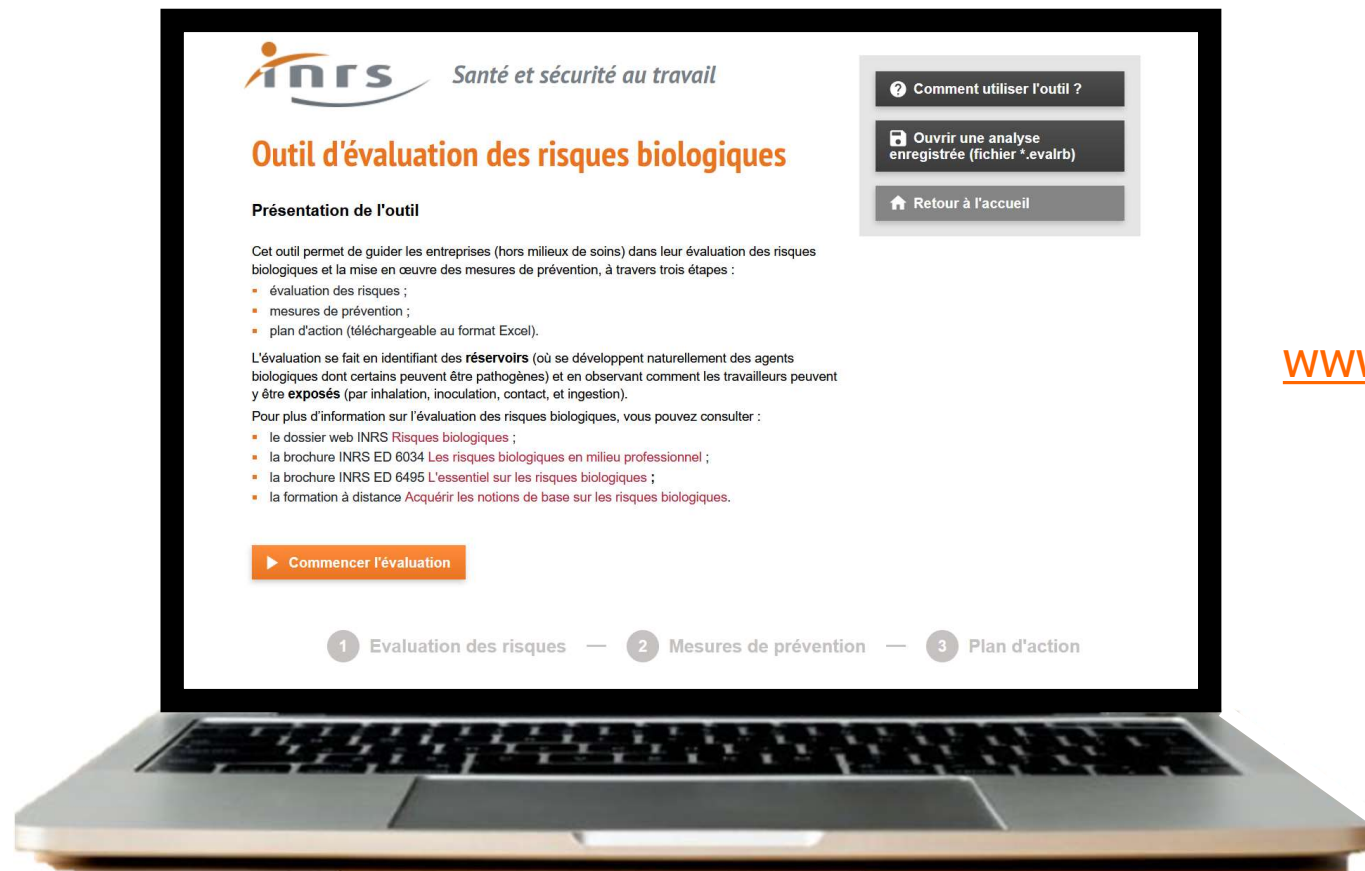 inrs Santé et sécurité au travail
Outil d'évaluation des risques biologiques
Présentation de l'outil
Cet outil permet de guider les entreprises (hors milieux de soins) dans leur évaluation des risques
biologiques et la mise en œuvre des mesures de prévention, à travers trois étapes :
évaluation des risques ;
mesures de prévention ;
plan d'action (téléchargeable au format Excel).
L'évaluation se fait en identifiant des réservoirs (où se développent naturellement des agents
biologiques dont certains peuvent être pathogènes) et en observant comment les travailleurs peuvent
y être exposés (par inhalation, inoculation, contact, et ingestion).
Pour plus d'information sur l'évaluation des risques biologiques, vous pouvez consulter :
le dossier web INRS Risques biologiques ;
la brochure INRS ED 6034 Les risques biologiques en milieu professionnel ;
la brochure INRS ED 6495 L'essentiel sur les risques biologiques ;
la formation à distance Acquérir les notions de base sur les risques biologiques.
Commencer l'évaluation
1 Evaluation des risques — 2 Mesures de prévention — 3 Plan d'action
Comment utiliser l'outil ?
Ouvrir une analyse
enregistrée (fichier *.evalrb)
Retour à l'accueil